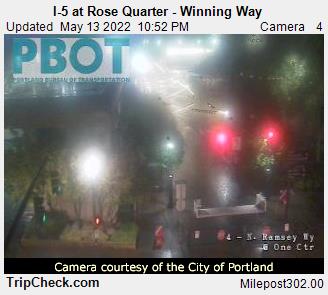 I-5 at Rose Quarter - Winning Way
Updated May 13 2022 10:52 PM Camera 4
PBOT
PORTLAND BUREAU OF TRANSPORTATION
4 - N. Ramsey Wy
@ One Ctr
Camera courtesy of the City of Portland
TripCheck.com Milepost302.00